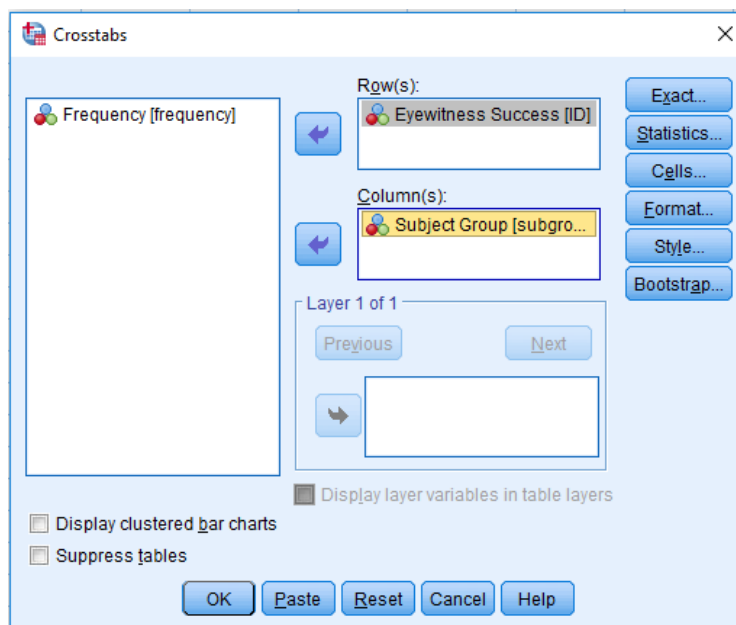 Crosstabs
Frequency [frequency]
Row(s):
Eyewitness Success [ID]
Column(s):
Subject Group [subgro...
Layer 1 of 1
Previous
Next
Display layer variables in table layers
Exact...
Statistics...
Cells...
Format...
Style...
Bootstrap...
Display clustered bar charts
Suppress tables
OK Paste Reset Cancel Help